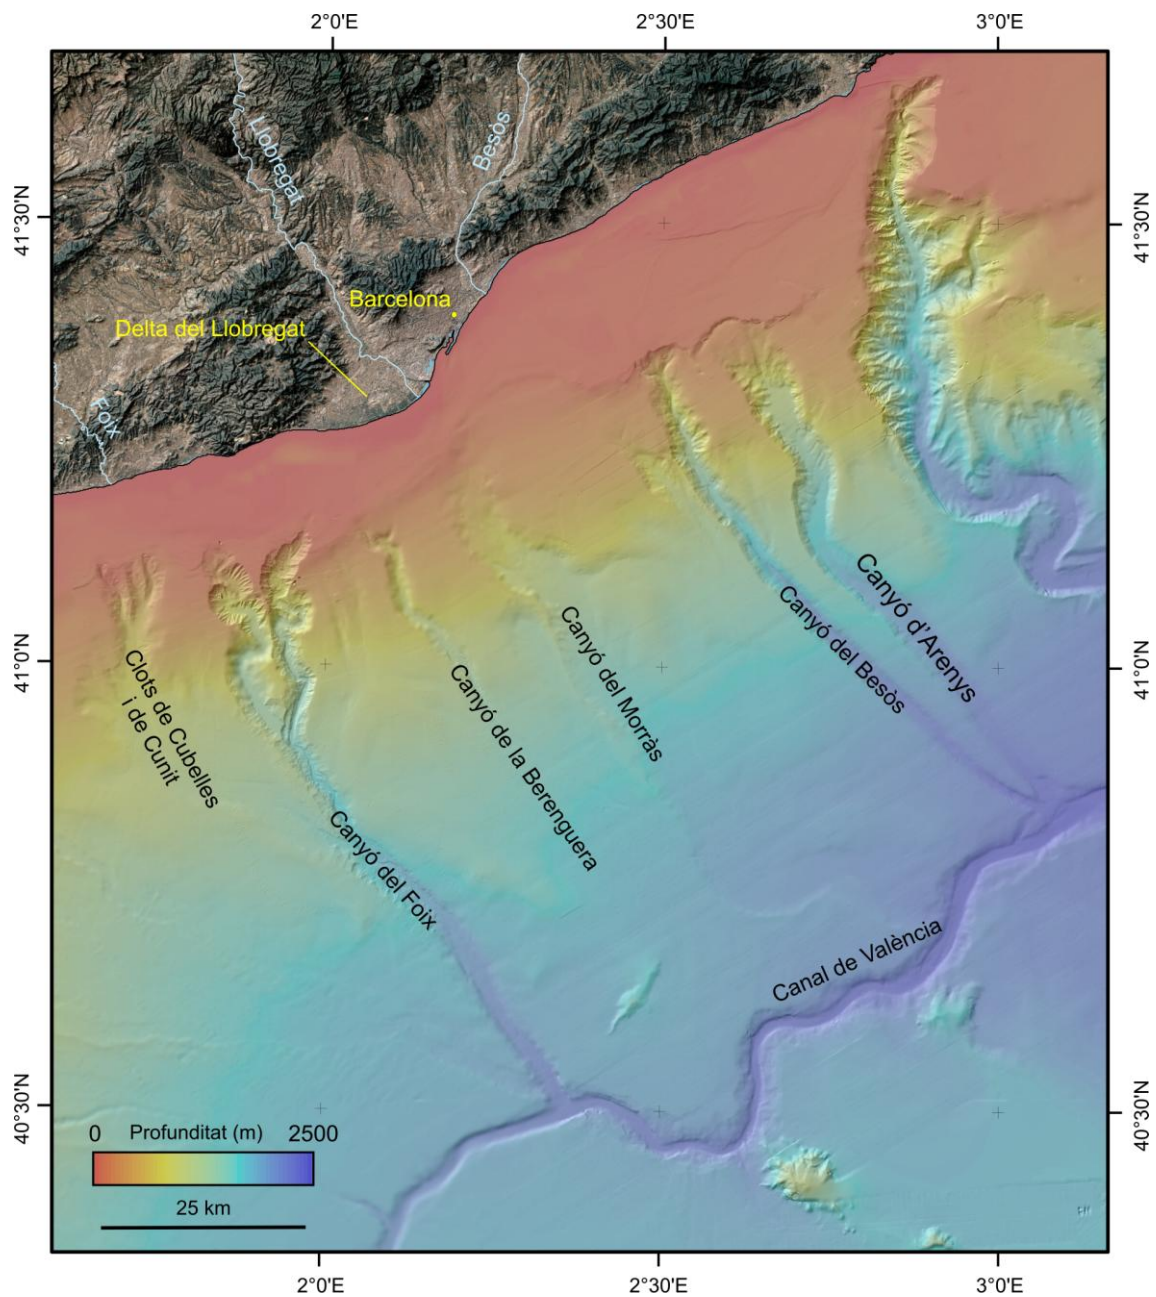 2°0'E
2°30'E
3°0'E
Llobregat
Besòs
41°30'N
41°30'N
Barcelona
Delta del Llobregat
Foix
Canyó d'Arenys
Canyó del Besòs
Canyó del Morràs
41°0'N
41°0'N
Clots de Cubelles
i de Cunit
Canyó de la Berenguera
Canyó del Foix
Canal de València
40°30'N
40°30'N
0 Profunditat (m) 2500
25 km
2°0'E
2°30'E
3°0'E